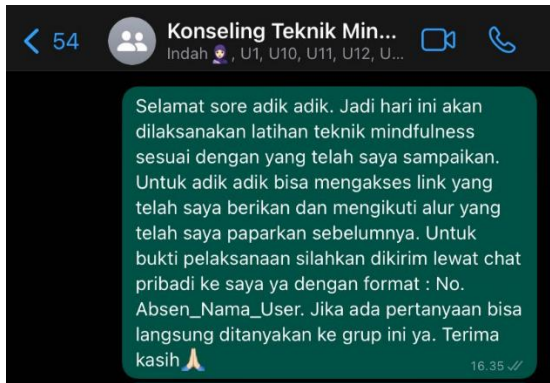 54
Konseling Teknik Min...
Indah 🧕🏻, U1, U10, U11, U12, U...
Selamat sore adik adik. Jadi hari ini akan
dilaksanakan latihan teknik mindfulness
sesuai dengan yang telah saya sampaikan.
Untuk adik adik bisa mengakses link yang
telah saya berikan dan mengikuti alur yang
telah saya paparkan sebelumnya. Untuk
bukti pelaksanaan silahkan dikirim lewat chat
pribadi ke saya ya dengan format : No.
Absen_Nama_User. Jika ada pertanyaan bisa
langsung ditanyakan ke grup ini ya. Terima
kasih🙏🏻
16.35